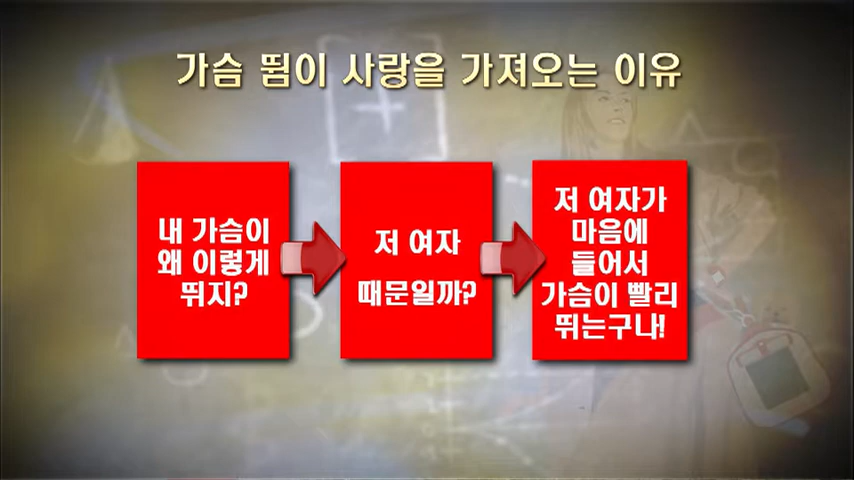 가슴 뜀이 사랑을 가져오는 이유
내 가슴이
왜 이렇게
뛰지?
저 여자
때문일까?
저 여자가
마음에
들어서
가슴이 빨리
뛰는구나!